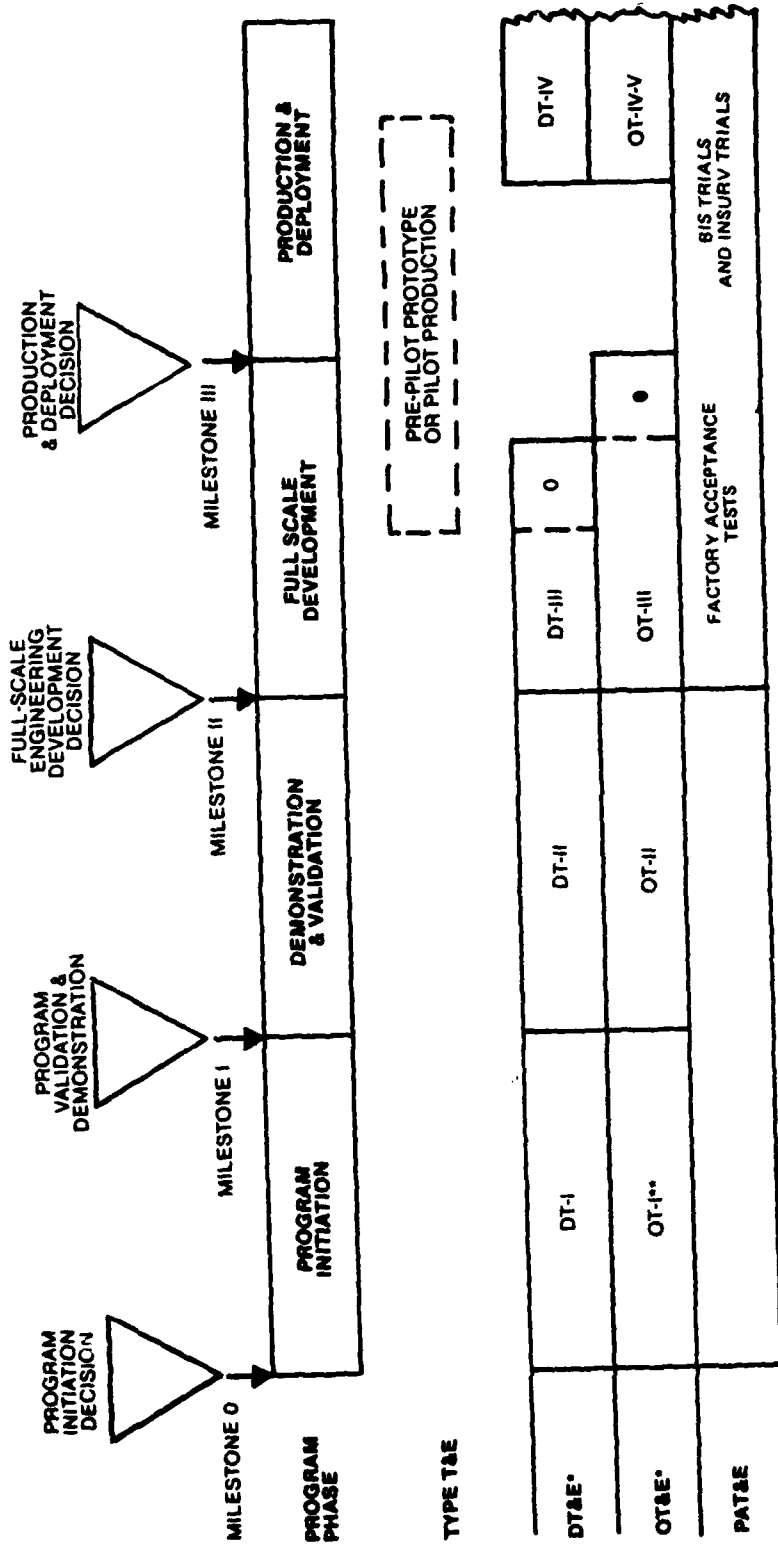 PROGRAM
INITIATION
DECISION
PROGRAM
VALIDATION &
DEMONSTRATION
FULL-SCALE
ENGINEERING
DEVELOPMENT
DECISION
PRODUCTION
& DEPLOYMENT
DECISION
MILESTONE 0
MILESTONE I
MILESTONE II
MILESTONE III
PROGRAM
PHASE
PROGRAM
INITIATION
DEMONSTRATION
& VALIDATION
FULL SCALE
DEVELOPMENT
PRODUCTION &
DEPLOYMENT
TYPE T&E
PRE-PILOT PROTOTYPE
OR PILOT PRODUCTION
DT&E*
DT-I
DT-II
DT-III
DT-IV
OT&E*
OT-I**
OT-II
OT-III
OT-IV-V
PAT&E
FACTORY ACCEPTANCE
TESTS
BIS TRIALS
AND INSURV TRIALS